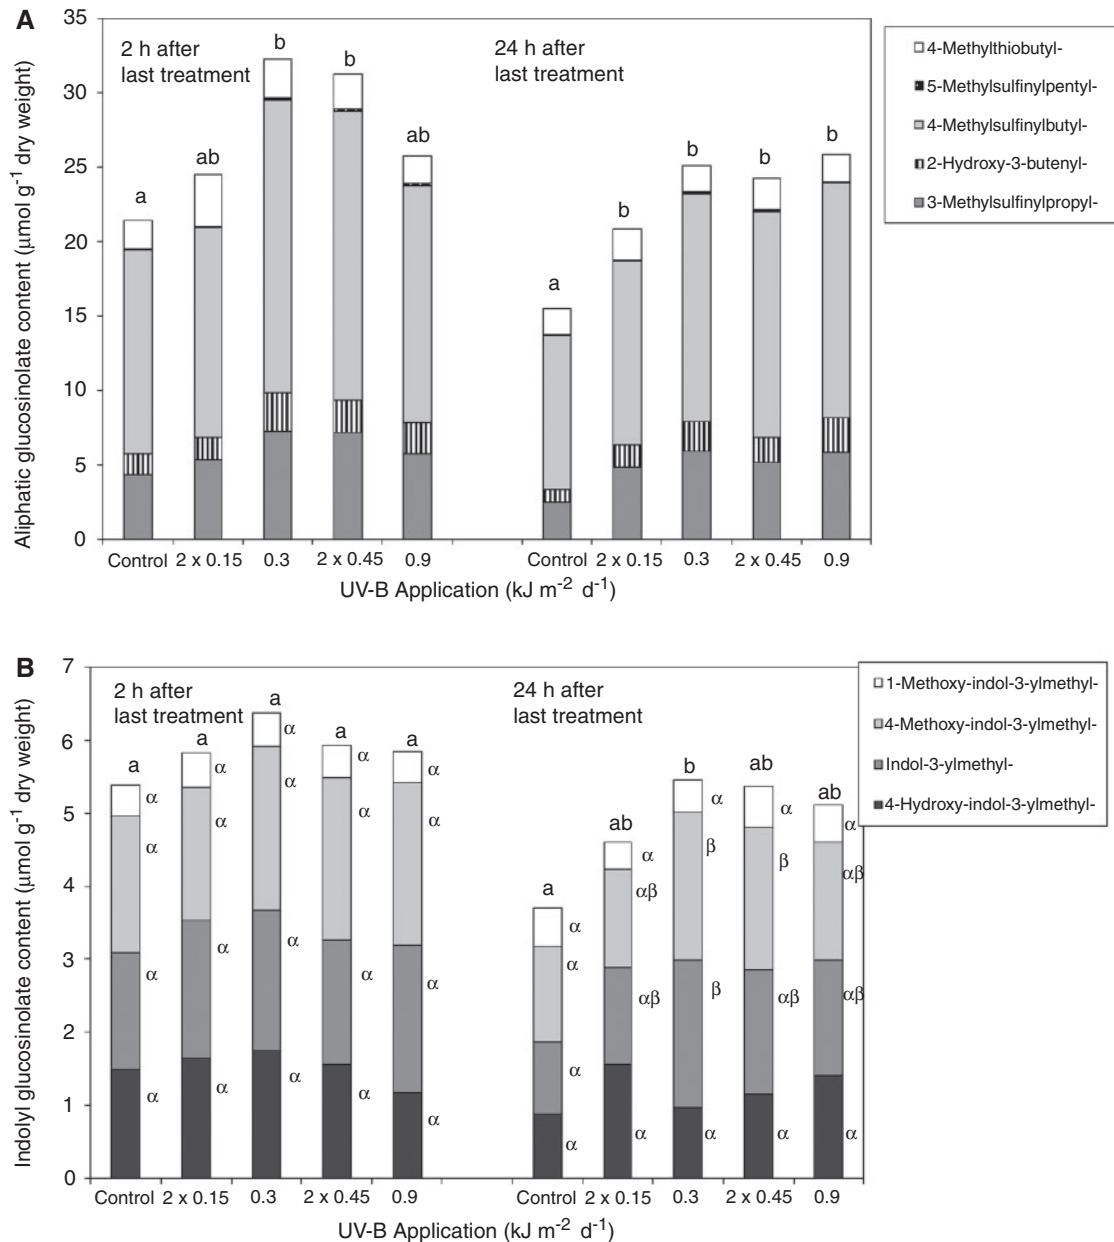 A
Aliphatic glucosinolate content (µmol g⁻¹ dry weight)
35
30
25
20
15
10
5
0
2 h after
last treatment
24 h after
last treatment
a
ab
b
b
ab
a
b
b
b
b
Control
2 x 0.15
0.3
2 x 0.45
0.9
Control
2 x 0.15
0.3
2 x 0.45
0.9
UV-B Application (kJ m⁻² d⁻¹)
4-Methylthiobutyl-
5-Methylsulfinylpentyl-
4-Methylsulfinylbutyl-
2-Hydroxy-3-butenyl-
3-Methylsulfinylpropyl-
B
Indolyl glucosinolate content (µmol g⁻¹ dry weight)
7
6
5
4
3
2
1
0
2 h after
last treatment
24 h after
last treatment
a
α
α
α
α
a
α
α
α
α
a
α
α
α
α
a
α
α
α
α
a
α
α
α
α
a
α
α
α
α
ab
α
αβ
αβ
α
b
α
β
β
α
ab
α
β
αβ
α
ab
α
αβ
αβ
α
Control
2 x 0.15
0.3
2 x 0.45
0.9
Control
2 x 0.15
0.3
2 x 0.45
0.9
UV-B Application (kJ m⁻² d⁻¹)
1-Methoxy-indol-3-ylmethyl-
4-Methoxy-indol-3-ylmethyl-
Indol-3-ylmethyl-
4-Hydroxy-indol-3-ylmethyl-